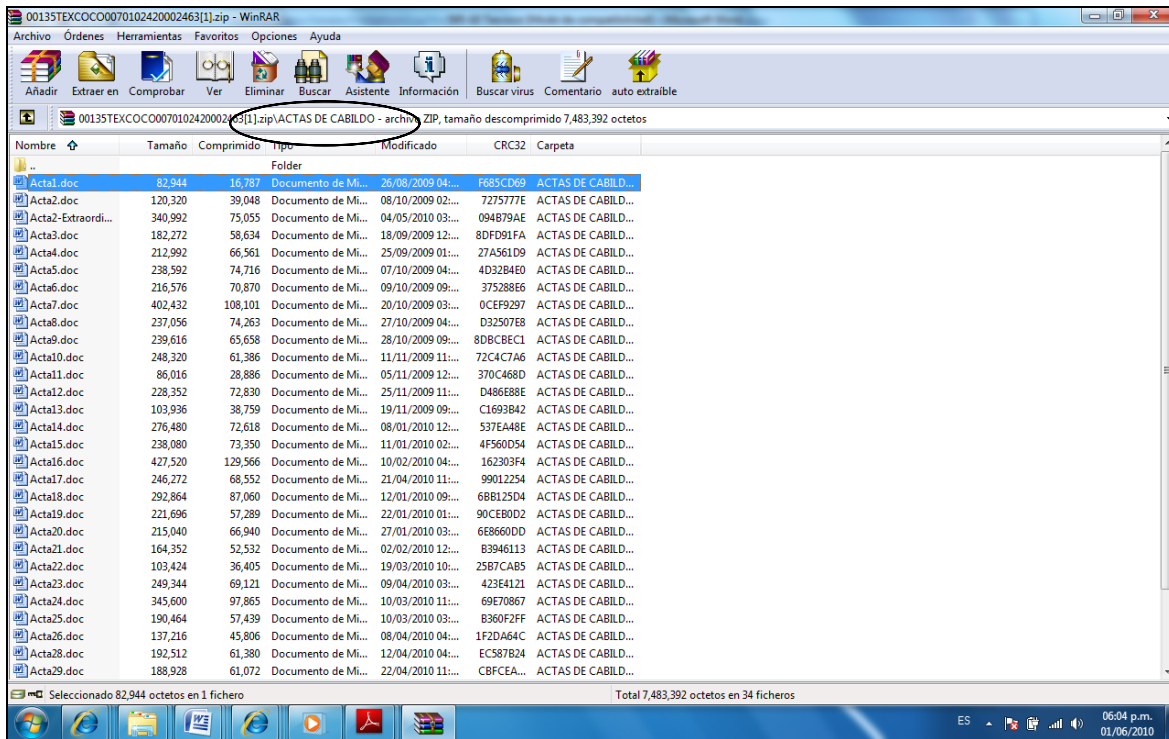 00135TEXCOCO0070102420002463[1].zip - WinRAR
Archivo Órdenes Herramientas Favoritos Opciones Ayuda
Añadir Extraer en Comprobar Ver Eliminar Buscar Asistente Información Buscar virus Comentario auto extraíble
00135TEXCOCO0070102420002463[1].zip\ACTAS DE CABILDO - archivo ZIP, tamaño descomprimido 7,483,392 octetos
Nombre Tamaño Comprimido Tipo Modificado CRC32 Carpeta
.. Folder
Acta1.doc 82,944 16,787 Documento de Mi... 26/08/2009 04:... F685CD69 ACTAS DE CABILD...
Acta2.doc 120,320 39,048 Documento de Mi... 08/10/2009 02:... 7275777E ACTAS DE CABILD...
Acta2-Extraordi... 340,992 75,055 Documento de Mi... 04/05/2010 03:... 094B79AE ACTAS DE CABILD...
Acta3.doc 182,272 58,634 Documento de Mi... 18/09/2009 12:... 8DFD91FA ACTAS DE CABILD...
Acta4.doc 212,992 66,561 Documento de Mi... 25/09/2009 01:... 27A561D9 ACTAS DE CABILD...
Acta5.doc 238,592 74,716 Documento de Mi... 07/10/2009 04:... 4D32B4E0 ACTAS DE CABILD...
Acta6.doc 216,576 70,870 Documento de Mi... 09/10/2009 09:... 375288E6 ACTAS DE CABILD...
Acta7.doc 402,432 108,101 Documento de Mi... 20/10/2009 03:... 0CEF9297 ACTAS DE CABILD...
Acta8.doc 237,056 74,263 Documento de Mi... 27/10/2009 04:... D32507E8 ACTAS DE CABILD...
Acta9.doc 239,616 65,658 Documento de Mi... 28/10/2009 09:... 8DBCBEC1 ACTAS DE CABILD...
Acta10.doc 248,320 61,386 Documento de Mi... 11/11/2009 11:... 72C4C7A6 ACTAS DE CABILD...
Acta11.doc 86,016 28,886 Documento de Mi... 05/11/2009 12:... 370C468D ACTAS DE CABILD...
Acta12.doc 228,352 72,830 Documento de Mi... 25/11/2009 11:... D486E88E ACTAS DE CABILD...
Acta13.doc 103,936 38,759 Documento de Mi... 19/11/2009 09:... C1693B42 ACTAS DE CABILD...
Acta14.doc 276,480 72,618 Documento de Mi... 08/01/2010 12:... 537EA48E ACTAS DE CABILD...
Acta15.doc 238,080 73,350 Documento de Mi... 11/01/2010 02:... 4F560D54 ACTAS DE CABILD...
Acta16.doc 427,520 129,566 Documento de Mi... 10/02/2010 04:... 162303F4 ACTAS DE CABILD...
Acta17.doc 246,272 68,552 Documento de Mi... 21/04/2010 11:... 99012254 ACTAS DE CABILD...
Acta18.doc 292,864 87,060 Documento de Mi... 12/01/2010 09:... 6BB125D4 ACTAS DE CABILD...
Acta19.doc 221,696 57,289 Documento de Mi... 22/01/2010 01:... 90CEB0D2 ACTAS DE CABILD...
Acta20.doc 215,040 66,940 Documento de Mi... 27/01/2010 03:... 6E8660DD ACTAS DE CABILD...
Acta21.doc 164,352 52,532 Documento de Mi... 02/02/2010 12:... B3946113 ACTAS DE CABILD...
Acta22.doc 103,424 36,405 Documento de Mi... 19/03/2010 10:... 25B7CAB5 ACTAS DE CABILD...
Acta23.doc 249,344 69,121 Documento de Mi... 09/04/2010 03:... 423E4121 ACTAS DE CABILD...
Acta24.doc 345,600 97,865 Documento de Mi... 10/03/2010 11:... 69E70867 ACTAS DE CABILD...
Acta25.doc 190,464 57,439 Documento de Mi... 10/03/2010 03:... B360F2FF ACTAS DE CABILD...
Acta26.doc 137,216 45,806 Documento de Mi... 08/04/2010 04:... 1F2DA64C ACTAS DE CABILD...
Acta28.doc 192,512 61,380 Documento de Mi... 12/04/2010 04:... EC587B24 ACTAS DE CABILD...
Acta29.doc 188,928 61,072 Documento de Mi... 22/04/2010 11:... CBFCEA... ACTAS DE CABILD...
Seleccionado 82,944 octetos en 1 fichero Total 7,483,392 octetos en 34 ficheros
ES 06:04 p.m.
01/06/2010